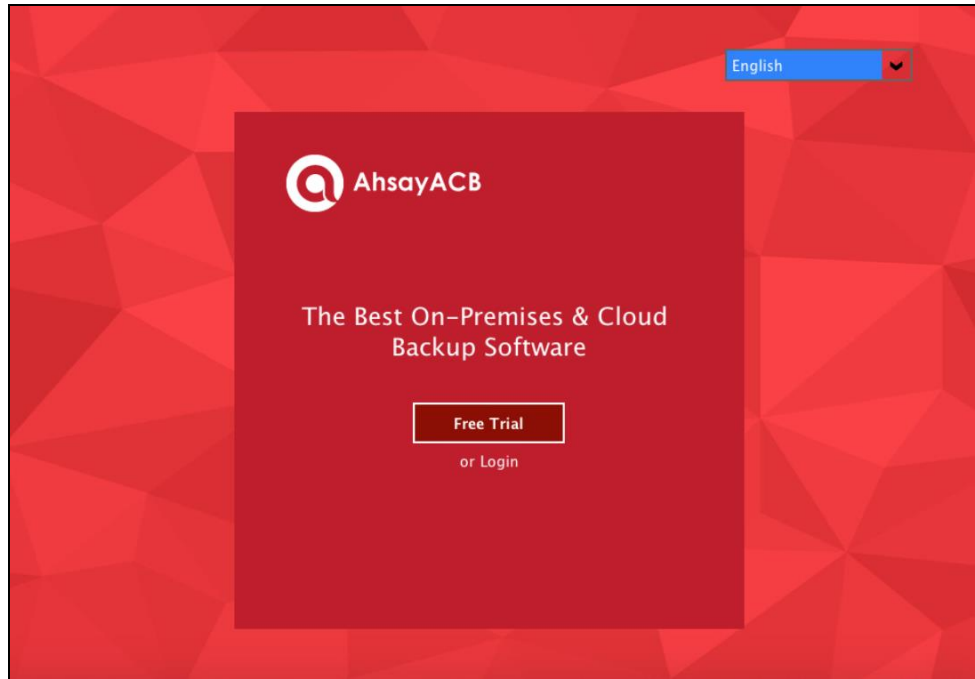 English
AhsayACB
The Best On-Premises & Cloud
Backup Software
Free Trial
or Login